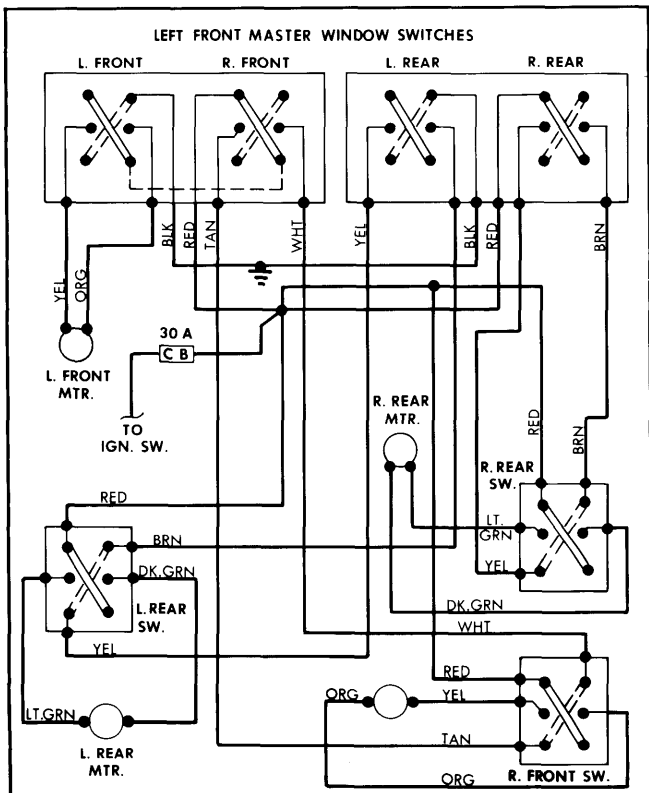 LEFT FRONT MASTER WINDOW SWITCHES
L. FRONT
R. FRONT
L. REAR
R. REAR
YEL
ORG
BLK
RED
TAN
WHT
YEL
BLK
RED
BRN
30 A
C B
L. FRONT
MTR.
TO
IGN. SW.
R. REAR
MTR.
RED
BRN
R. REAR
SW.
RED
BRN
LT.
GRN
DK.GRN
YEL
L. REAR
SW.
DK.GRN
WHT
YEL
RED
LT.GRN
ORG
YEL
L. REAR
MTR.
TAN
ORG
R. FRONT SW.